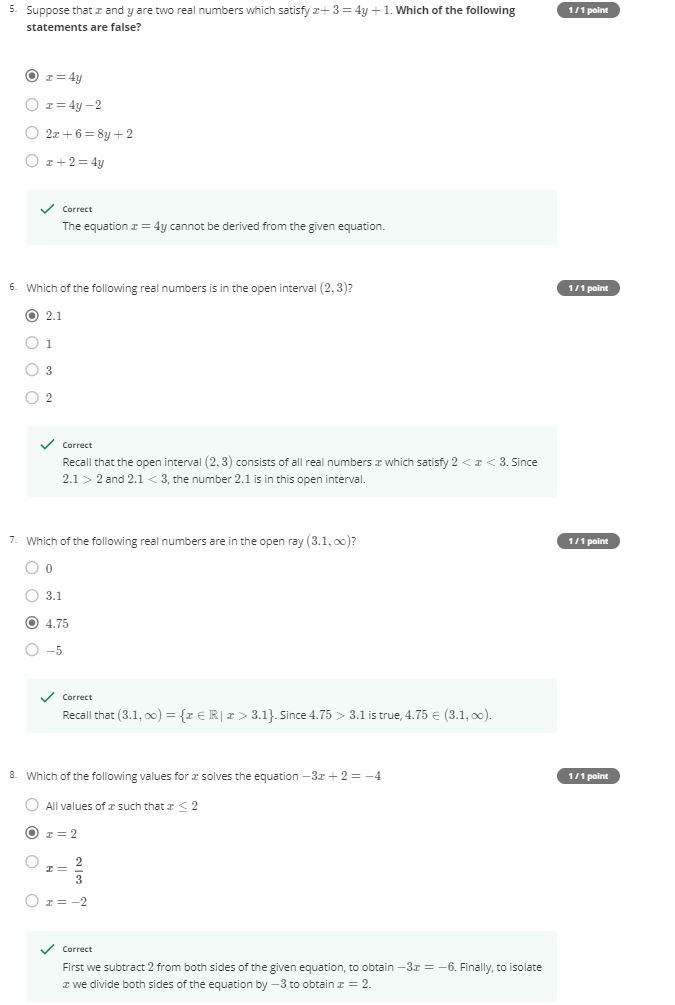 5. Suppose that x and y are two real numbers which satisfy x+ 3 = 4y + 1. Which of the following
statements are false?
1 / 1 point
x = 4y
x = 4y −2
2x + 6 = 8y + 2
x + 2 = 4y
Correct
The equation x = 4y cannot be derived from the given equation.
6. Which of the following real numbers is in the open interval (2, 3)?
1 / 1 point
2.1
1
3
2
Correct
Recall that the open interval (2, 3) consists of all real numbers x which satisfy 2 < x < 3. Since
2.1 > 2 and 2.1 < 3, the number 2.1 is in this open interval.
7. Which of the following real numbers are in the open ray (3.1, ∞)?
1 / 1 point
0
3.1
4.75
−5
Correct
Recall that (3.1, ∞) = {x ∈ ℝ| x > 3.1}. Since 4.75 > 3.1 is true, 4.75 ∈ (3.1, ∞).
8. Which of the following values for x solves the equation −3x + 2 = −4
1 / 1 point
All values of x such that x ≤ 2
x = 2
x = 2/3
x = −2
Correct
First we subtract 2 from both sides of the given equation, to obtain −3x = −6. Finally, to isolate
x we divide both sides of the equation by −3 to obtain x = 2.